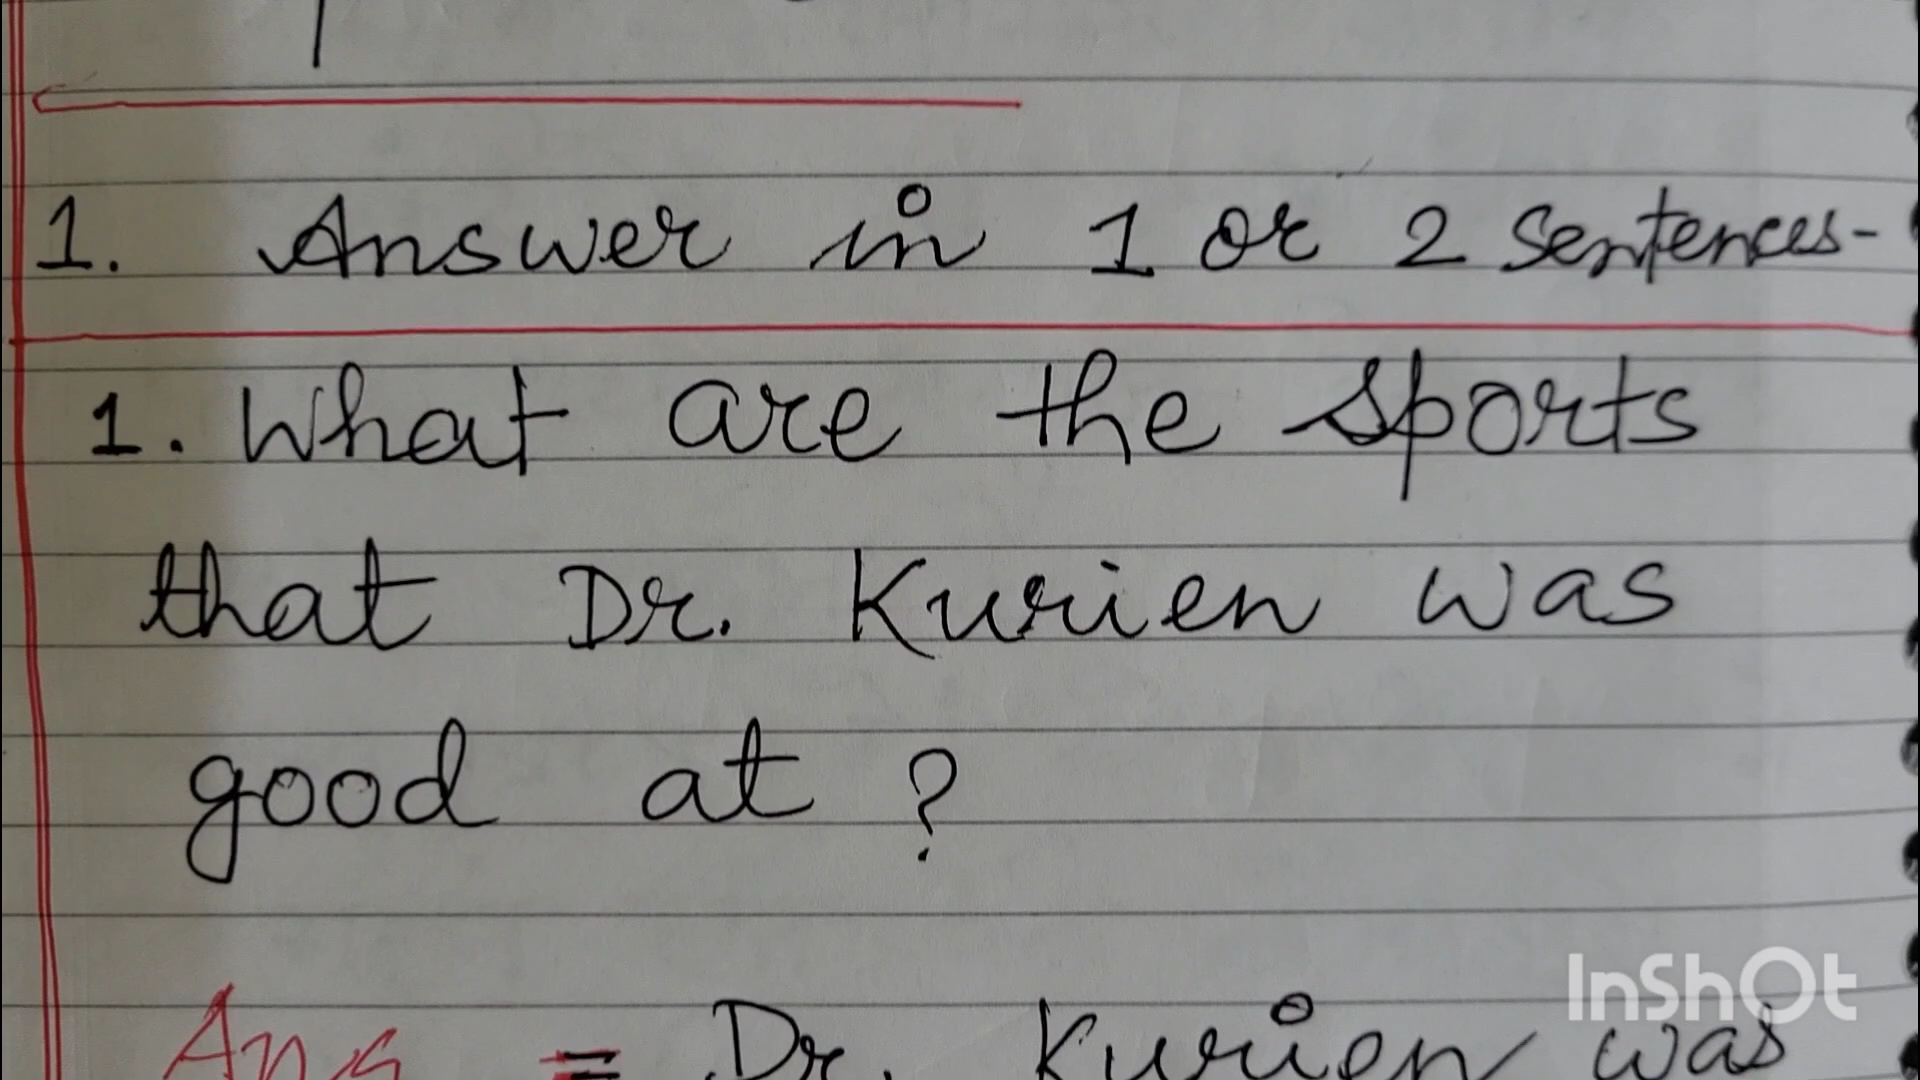 1. Answer in 1 or 2 Sentences-
1. What are the sports
that Dr. Kurien was
good at ?
Ans = Dr. Kurien was
InShOt